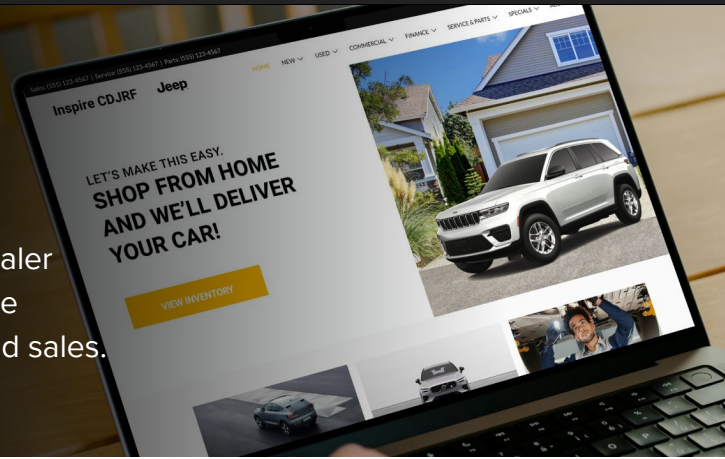 Sales: (555) 123-4567 | Service: (555) 123-4567 | Parts: (555) 123-4567
HOME NEW USED COMMERCIAL FINANCE SERVICE & PARTS SPECIALS
Inspire CDJRF Jeep
LET'S MAKE THIS EASY.
SHOP FROM HOME
AND WE'LL DELIVER
YOUR CAR!
VIEW INVENTORY
aler
e
d sales.